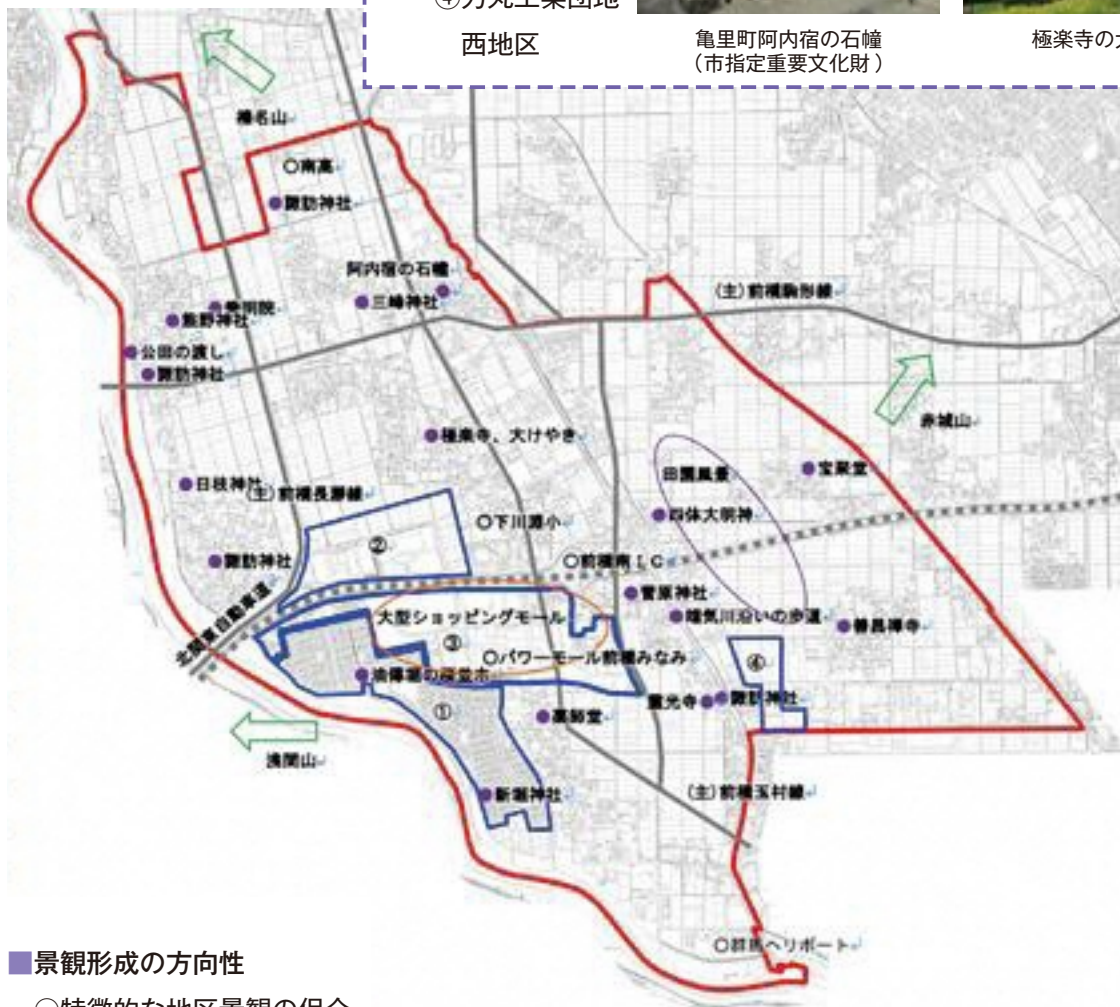 ④力丸工業団地
西地区
亀里町阿内宿の石幢
（市指定重要文化財）
極楽寺の
榛名山
○南高
諏訪神社
阿内宿の石幢
三峰神社
(主)前橋駒形線
熊野神社
公田の渡し
諏訪神社
赤城山
極楽寺、大けやき
田園風景
宝泉堂
日枝神社
(主)前橋長瀞線
四体大明神
○下川淵小
②
諏訪神社
○前橋南IC
北関東自動車道
菅原神社
大型ショッピングモール
端気川沿いの歩道
善昌禅寺
③
○パワーモール前橋みなみ
④
①
諏訪神社
薬師堂
浅間山
新堀神社
(主)前橋玉村線
○群馬ヘリポート
■景観形成の方向性
○特徴的な地区景観の保全